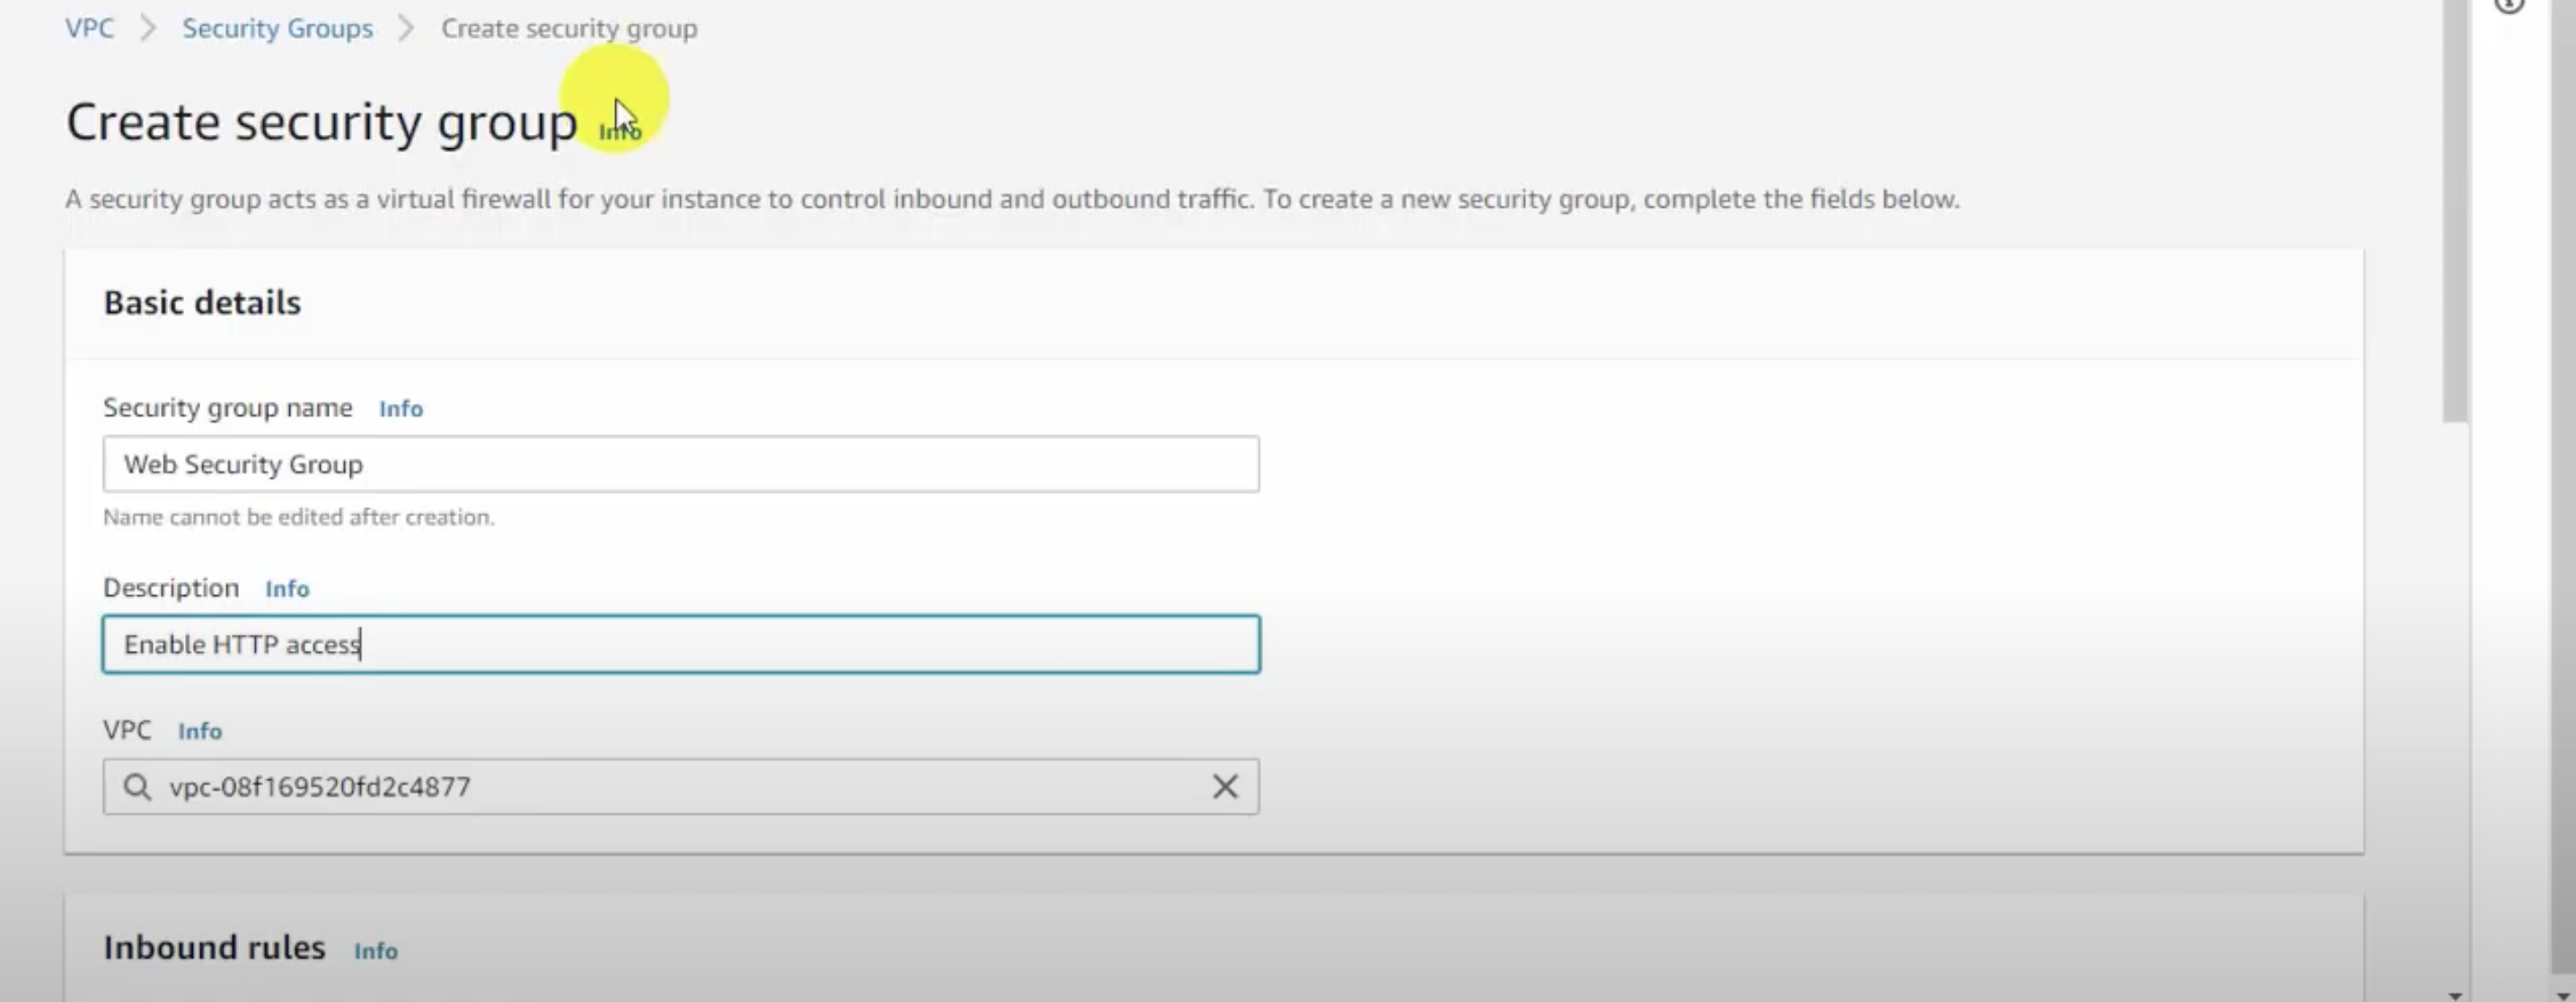 VPC > Security Groups > Create security group
Create security group Info
A security group acts as a virtual firewall for your instance to control inbound and outbound traffic. To create a new security group, complete the fields below.
Basic details
Security group name Info
Web Security Group
Name cannot be edited after creation.
Description Info
Enable HTTP access
VPC Info
vpc-08f169520fd2c4877
Inbound rules Info